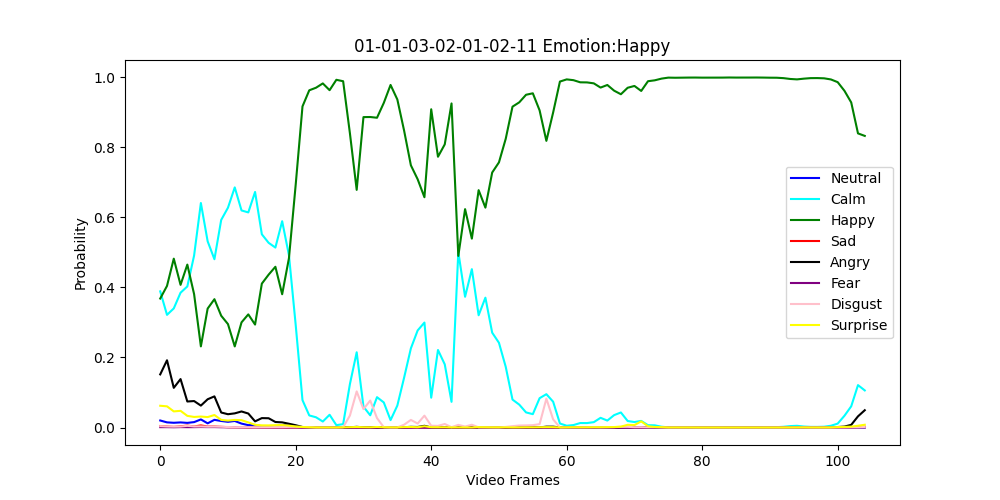 01-01-03-02-01-02-11 Emotion:Happy
1.0
0.8
0.6
0.4
0.2
0.0
Probability
0
20
40
60
80
100
Video Frames
Neutral
Calm
Happy
Sad
Angry
Fear
Disgust
Surprise